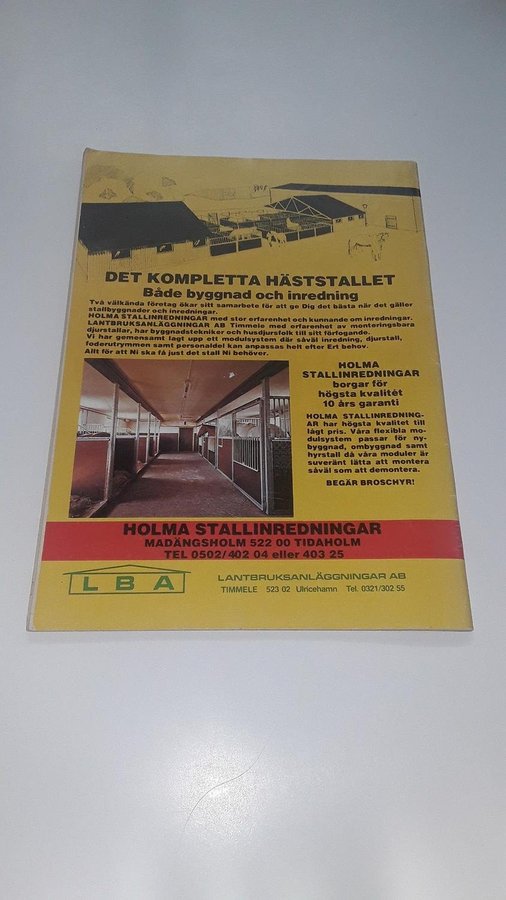 DET KOMPLETTA HÄSTSTALLET
Både byggnad och inredning
Två välkända företag ökar sitt samarbete för att ge Dig det bästa när det gäller
stallbyggnader och inredningar.
HOLMA STALLINREDNINGAR med stor erfarenhet och kunnande om inredningar.
LANTBRUKSANLÄGGNINGAR AB Timmele med erfarenhet av monteringsbara
djurstallar, har byggnadstekniker och husdjursfolk till sitt förfogande.
Vi har gemensamt lagt upp ett modulsystem där såväl inredning, djurstall,
foderutrymmen samt personaldel kan anpassas helt efter Ert behov.
Allt för att Ni ska få just det stall Ni behöver.
HOLMA
STALLINREDNINGAR
borgar för
högsta kvalitét
10 års garanti
HOLMA STALLINREDNING-
AR har högsta kvalitet till
lågt pris. Våra flexibla mo-
dulsystem passar för ny-
byggnad, ombyggnad samt
hyrstall då våra moduler är
suveränt lätta att montera
såväl som att demontera.
BEGÄR BROSCHYR!
HOLMA STALLINREDNINGAR
MADÄNGSHOLM 522 00 TIDAHOLM
TEL 0502/402 04 eller 403 25
LBA
LANTBRUKSANLÄGGNINGAR AB
TIMMELE 523 02 Ulricehamn Tel. 0321/302 55